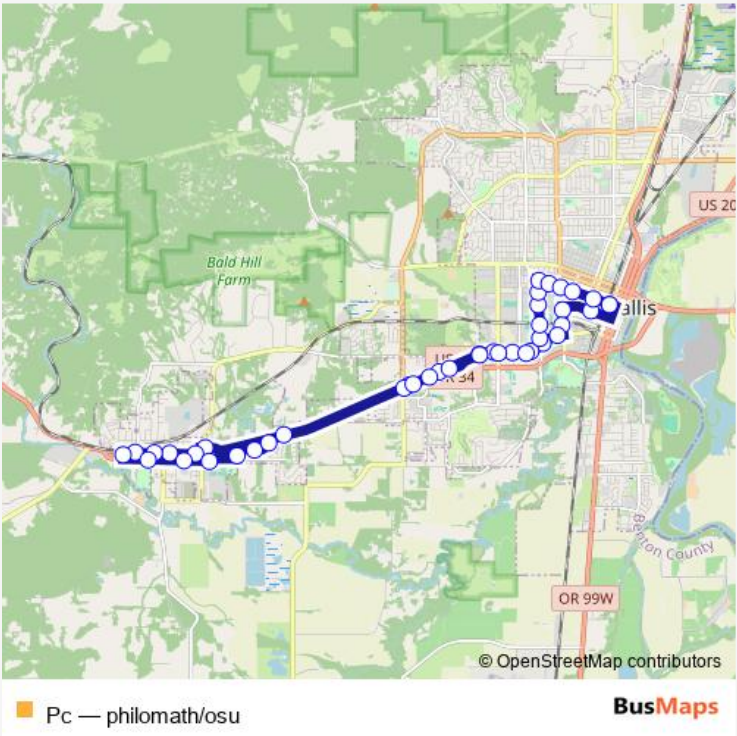 US 20
Bald Hill
Farm
allis
US
R 34
Benton County
OR 99W
© OpenStreetMap contributors
Pc — philomath/osu
BusMaps